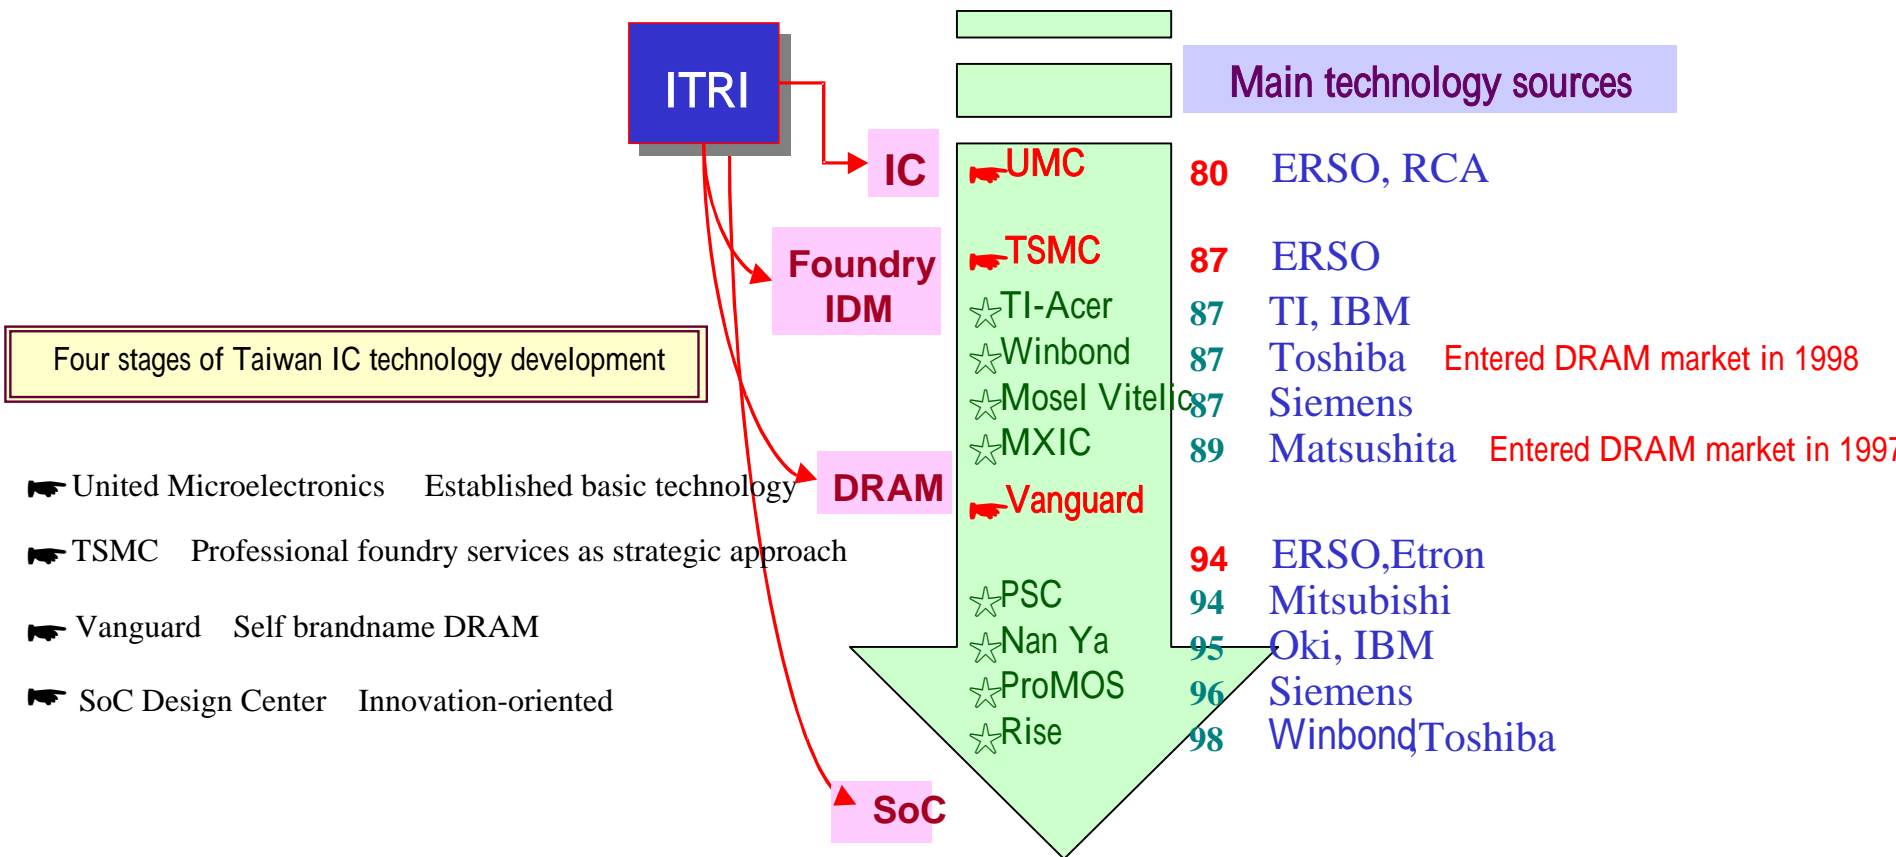 ITRI
Main technology sources
IC
UMC 80 ERSO, RCA
Foundry
IDM
TSMC 87 ERSO
☆TI-Acer 87 TI, IBM
☆Winbond 87 Toshiba Entered DRAM market in 1998
☆Mosel Vitelic 87 Siemens
☆MXIC 89 Matsushita Entered DRAM market in 1997
DRAM
Vanguard
94 ERSO,Etron
☆PSC 94 Mitsubishi
☆Nan Ya 95 Oki, IBM
☆ProMOS 96 Siemens
☆Rise 98 Winbond,Toshiba
SoC
Four stages of Taiwan IC technology development
United Microelectronics Established basic technology
TSMC Professional foundry services as strategic approach
Vanguard Self brandname DRAM
SoC Design Center Innovation-oriented